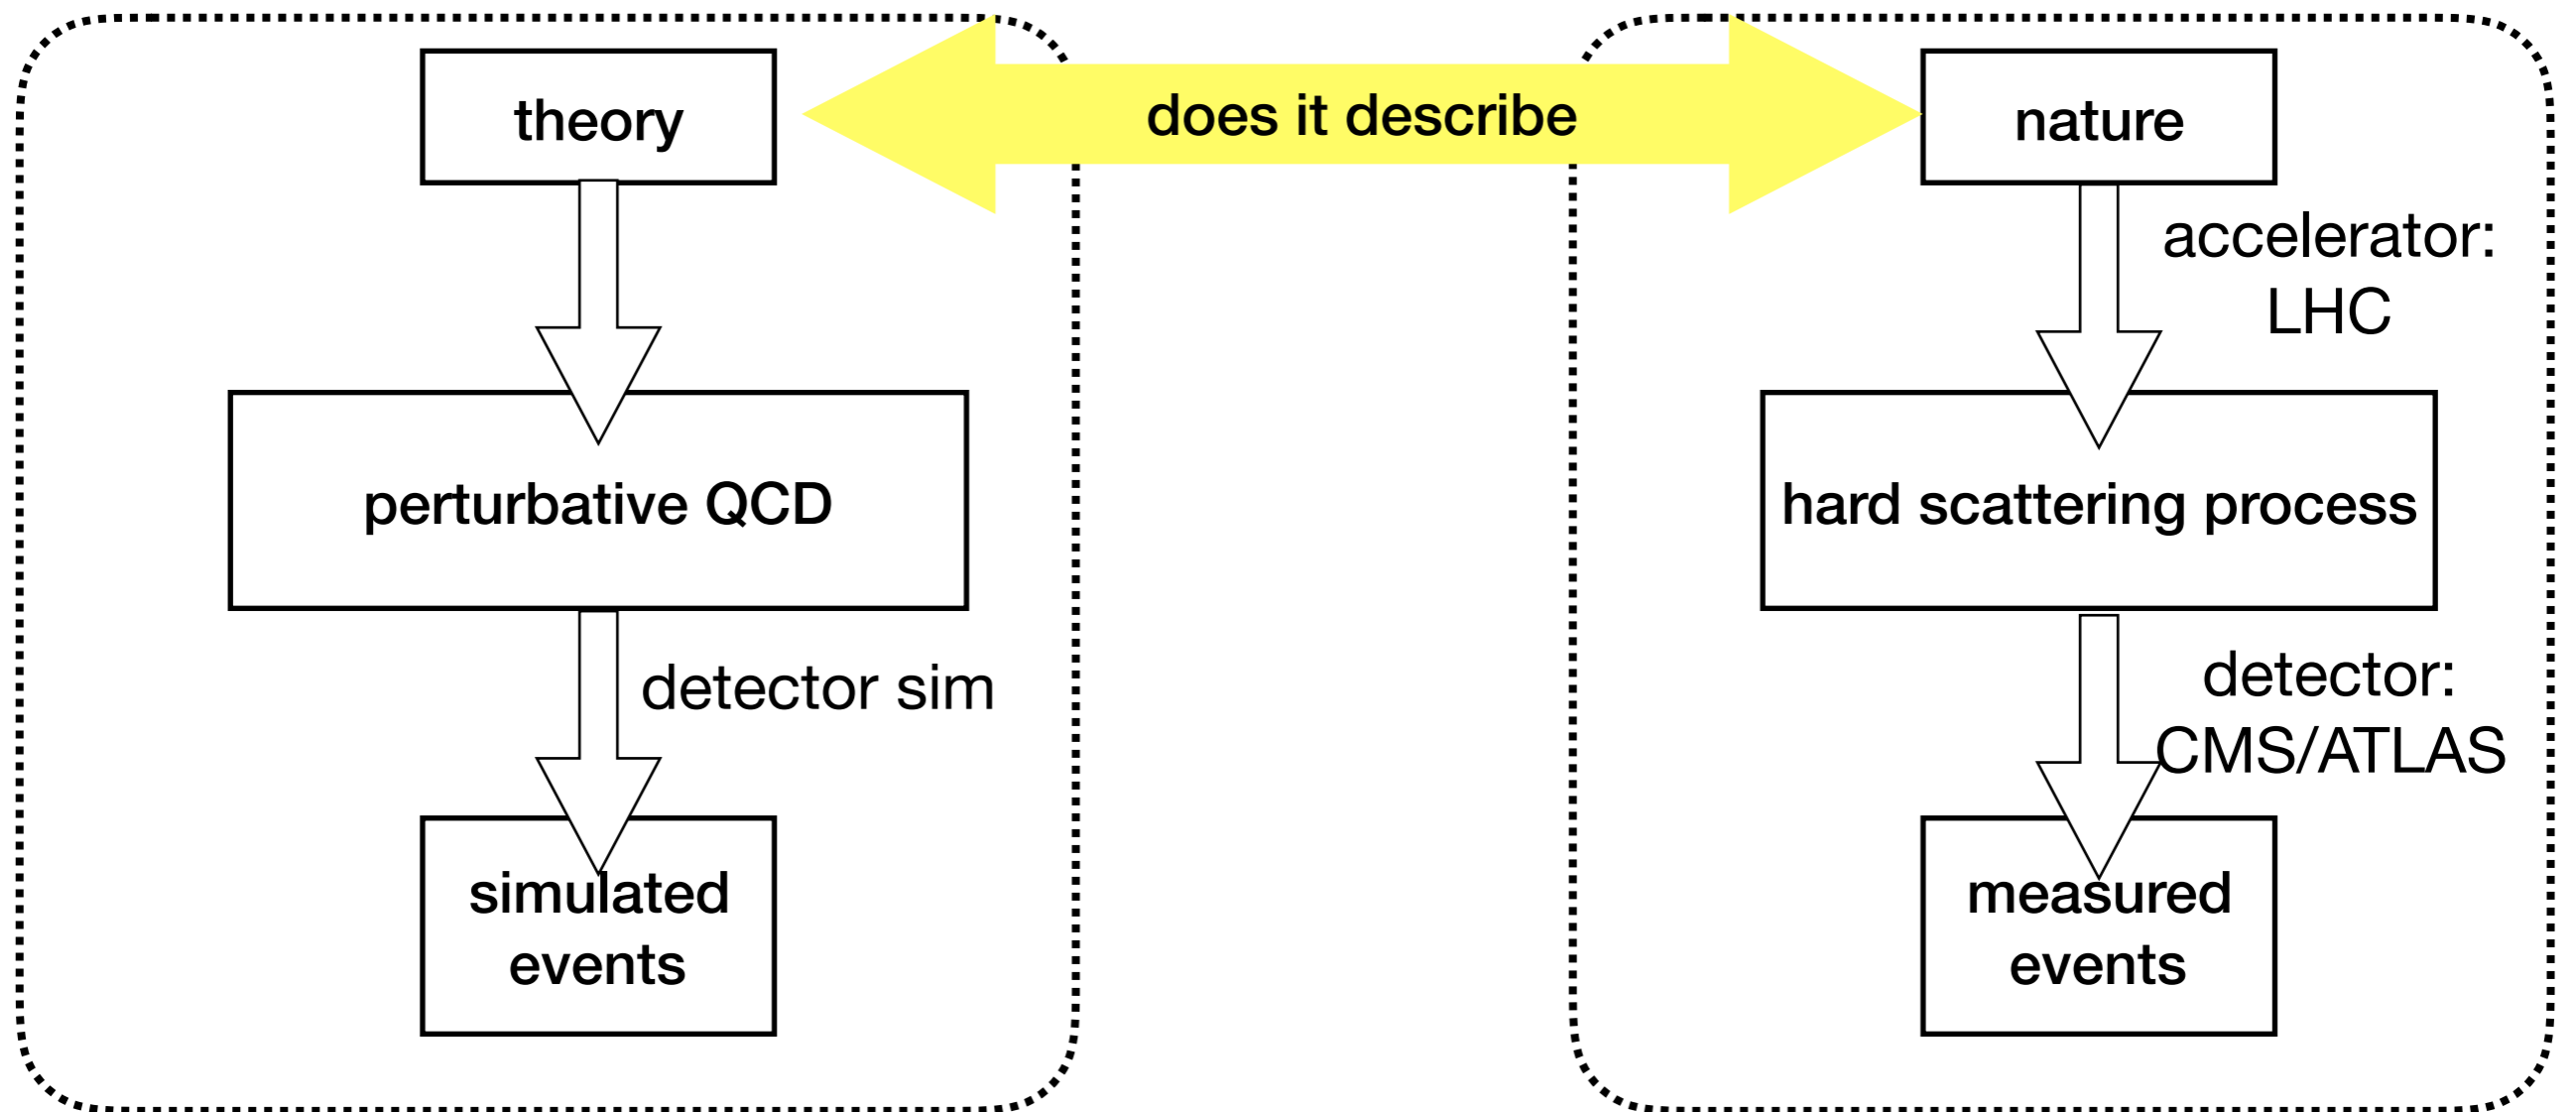 theory
does it describe
nature
accelerator:
LHC
perturbative QCD
hard scattering process
detector sim
detector:
CMS/ATLAS
simulated
events
measured
events